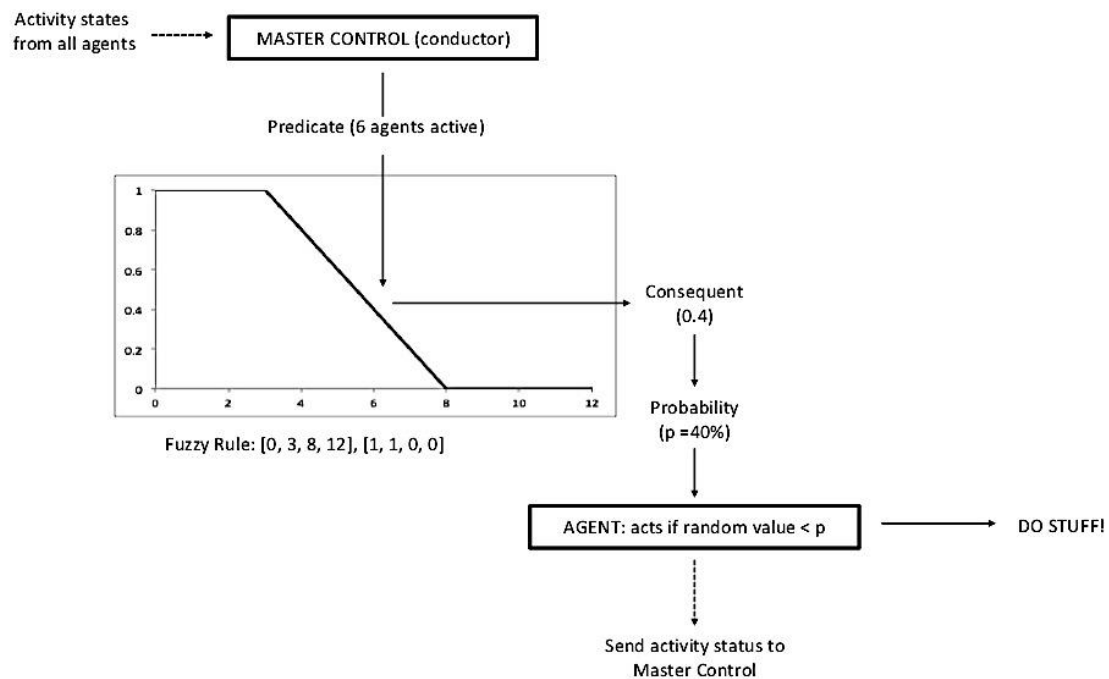 Activity states
from all agents
MASTER CONTROL (conductor)
Predicate (6 agents active)
1
0.8
0.6
0.4
0.2
0
0 2 4 6 8 10 12
Consequent
(0.4)
Probability
(p =40%)
Fuzzy Rule: [0, 3, 8, 12], [1, 1, 0, 0]
AGENT: acts if random value < p
DO STUFF!
Send activity status to
Master Control